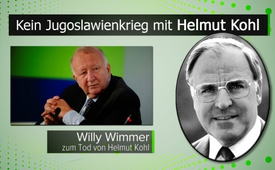 Kein Jugoslawienkrieg mit Helmut Kohl
Willy Wimmer
zum Tod von Helmut Kohl